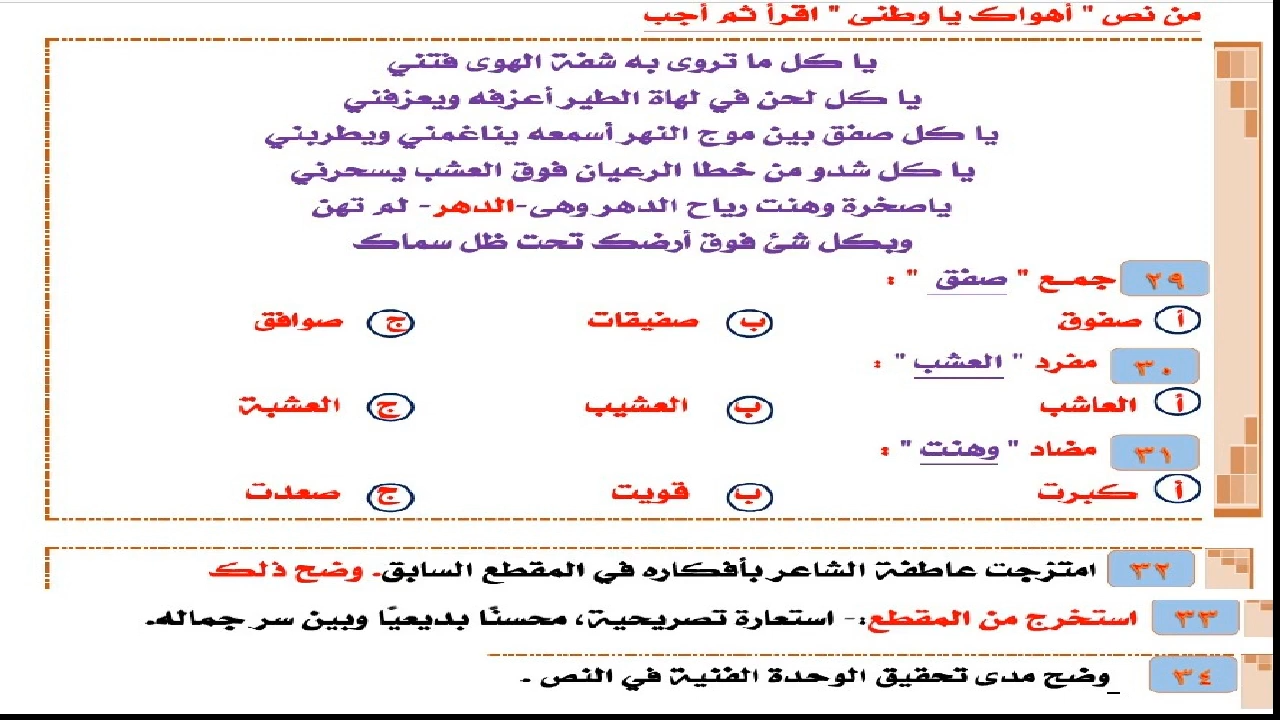 من نص " أهواك يا وطنى " اقرأ ثم أجب
يا كل ما تروى به شفة الهوى فتني
يا كل لحن في لهاة الطير أعزفه ويعزفني
يا كل صفق بين موج النهر أسمعه يناغمني ويطربني
يا كل شدو من خطا الرعيان فوق العشب يسحرني
ياصخرة وهنت رياح الدهر وهى-الدهر- لم تهن
وبكل شئ فوق أرضك تحت ظل سماك
٢٩ جمع " صفق " :
أ صفوق ب صفيقات ج صوافق
٣٠ مفرد " العشب " :
أ العاشب ب العشيب ج العشبة
٣١ مضاد " وهنت " :
أ كبرت ب قويت ج صعدت
٣٢ امتزجت عاطفة الشاعر بأفكاره في المقطع السابق. وضح ذلك
٣٣ استخرج من المقطع:- استعارة تصريحية، محسنًا بديعيًا وبين سر جماله.
٣٤ وضح مدى تحقيق الوحدة الفنية في النص .